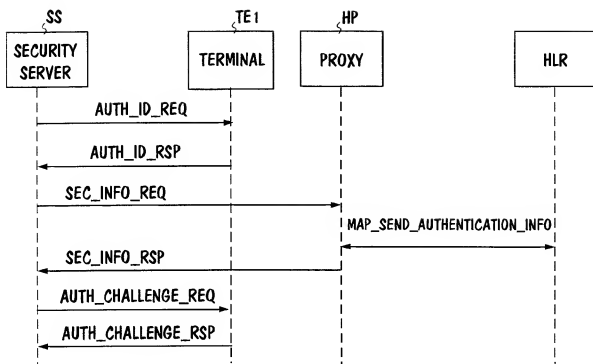 SS
TE1
HP
SECURITY
SERVER
TERMINAL
PROXY
HLR
AUTH_ID_REQ
AUTH_ID_RSP
SEC_INFO_REQ
MAP_SEND_AUTHENTICATION_INFO
SEC_INFO_RSP
AUTH_CHALLENGE_REQ
AUTH_CHALLENGE_RSP